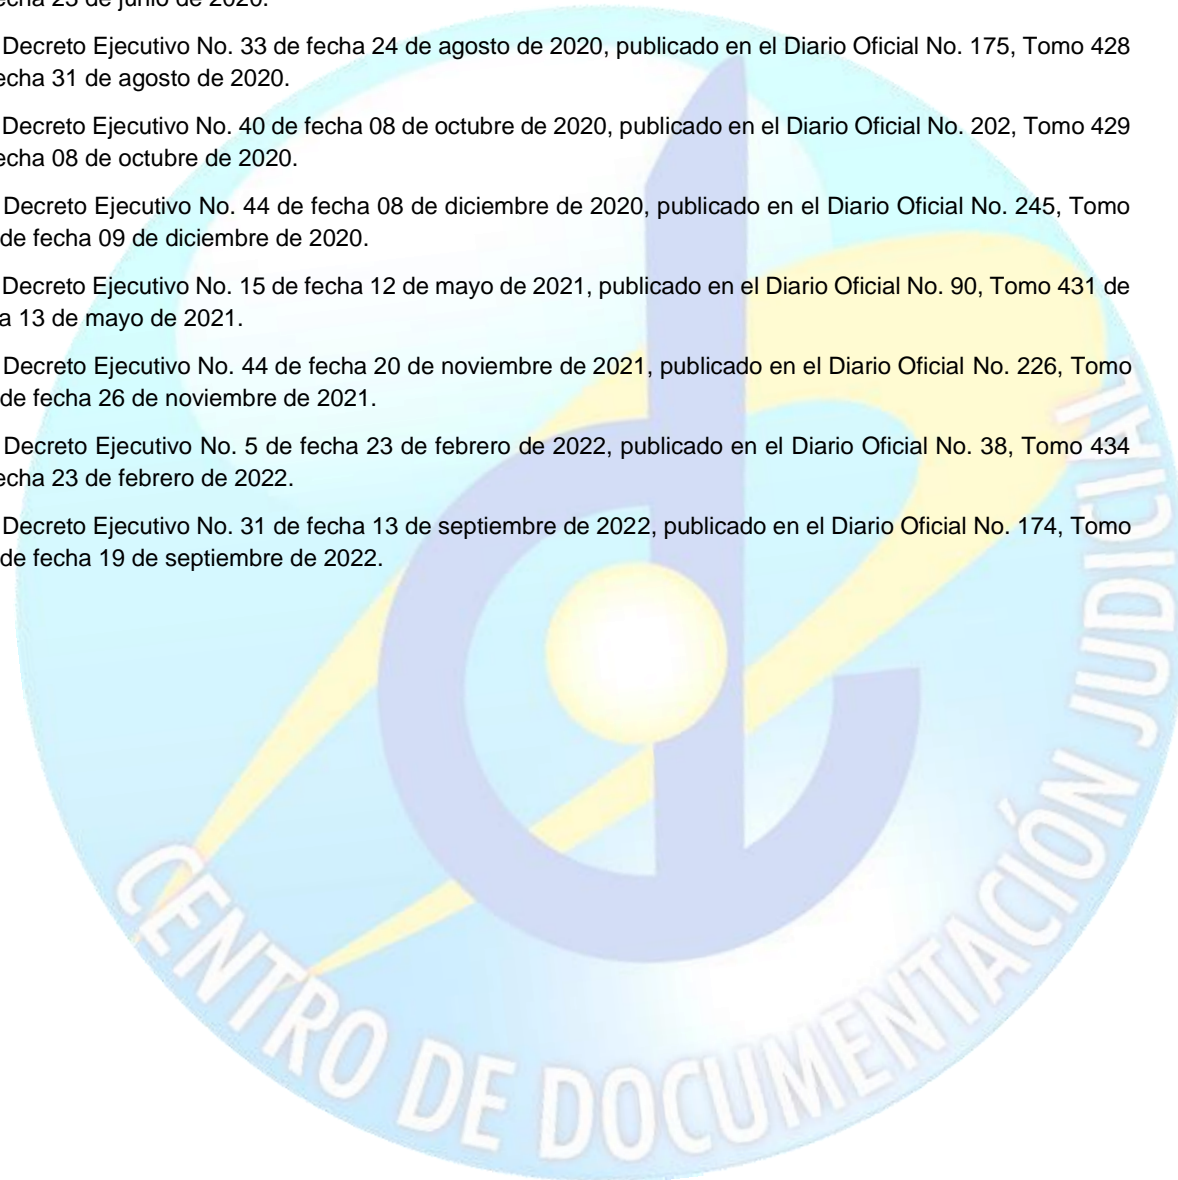 fecha 23 de junio de 2020.
Decreto Ejecutivo No. 33 de fecha 24 de agosto de 2020, publicado en el Diario Oficial No. 175, Tomo 428
echa 31 de agosto de 2020.
Decreto Ejecutivo No. 40 de fecha 08 de octubre de 2020, publicado en el Diario Oficial No. 202, Tomo 429
echa 08 de octubre de 2020.
Decreto Ejecutivo No. 44 de fecha 08 de diciembre de 2020, publicado en el Diario Oficial No. 245, Tomo
de fecha 09 de diciembre de 2020.
Decreto Ejecutivo No. 15 de fecha 12 de mayo de 2021, publicado en el Diario Oficial No. 90, Tomo 431 de
a 13 de mayo de 2021.
Decreto Ejecutivo No. 44 de fecha 20 de noviembre de 2021, publicado en el Diario Oficial No. 226, Tomo
de fecha 26 de noviembre de 2021.
Decreto Ejecutivo No. 5 de fecha 23 de febrero de 2022, publicado en el Diario Oficial No. 38, Tomo 434
echa 23 de febrero de 2022.
Decreto Ejecutivo No. 31 de fecha 13 de septiembre de 2022, publicado en el Diario Oficial No. 174, Tomo
de fecha 19 de septiembre de 2022.
CENTRO DE DOCUMENTACIÓN JUDICIAL